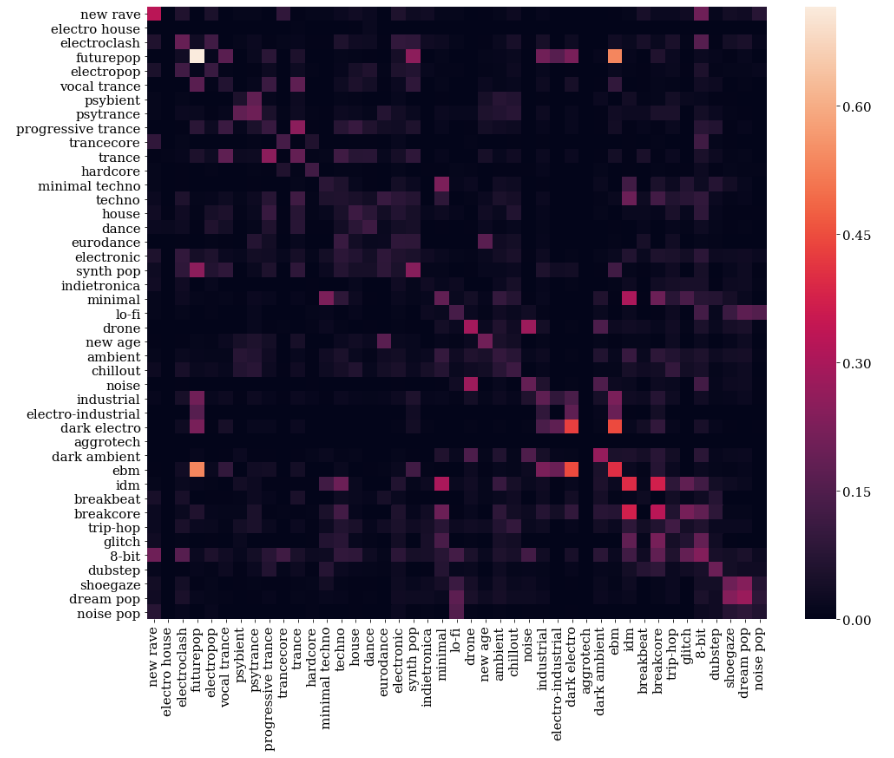 new rave
electro house
electroclash
futurepop
electropop
vocal trance
psybient
psytrance
progressive trance
trancecore
trance
hardcore
minimal techno
techno
house
dance
eurodance
electronic
synth pop
indietronica
minimal
lo-fi
drone
new age
ambient
chillout
noise
industrial
electro-industrial
dark electro
aggrotech
dark ambient
ebm
idm
breakbeat
breakcore
trip-hop
glitch
8-bit
dubstep
shoegaze
dream pop
noise pop
new rave
electro house
electroclash
futurepop
electropop
vocal trance
psybient
psytrance
progressive trance
trancecore
trance
hardcore
minimal techno
techno
house
dance
eurodance
electronic
synth pop
indietronica
minimal
lo-fi
drone
new age
ambient
chillout
noise
industrial
electro-industrial
dark electro
aggrotech
dark ambient
ebm
idm
breakbeat
breakcore
trip-hop
glitch
8-bit
dubstep
shoegaze
dream pop
noise pop
0.60
0.45
0.30
0.15
0.00